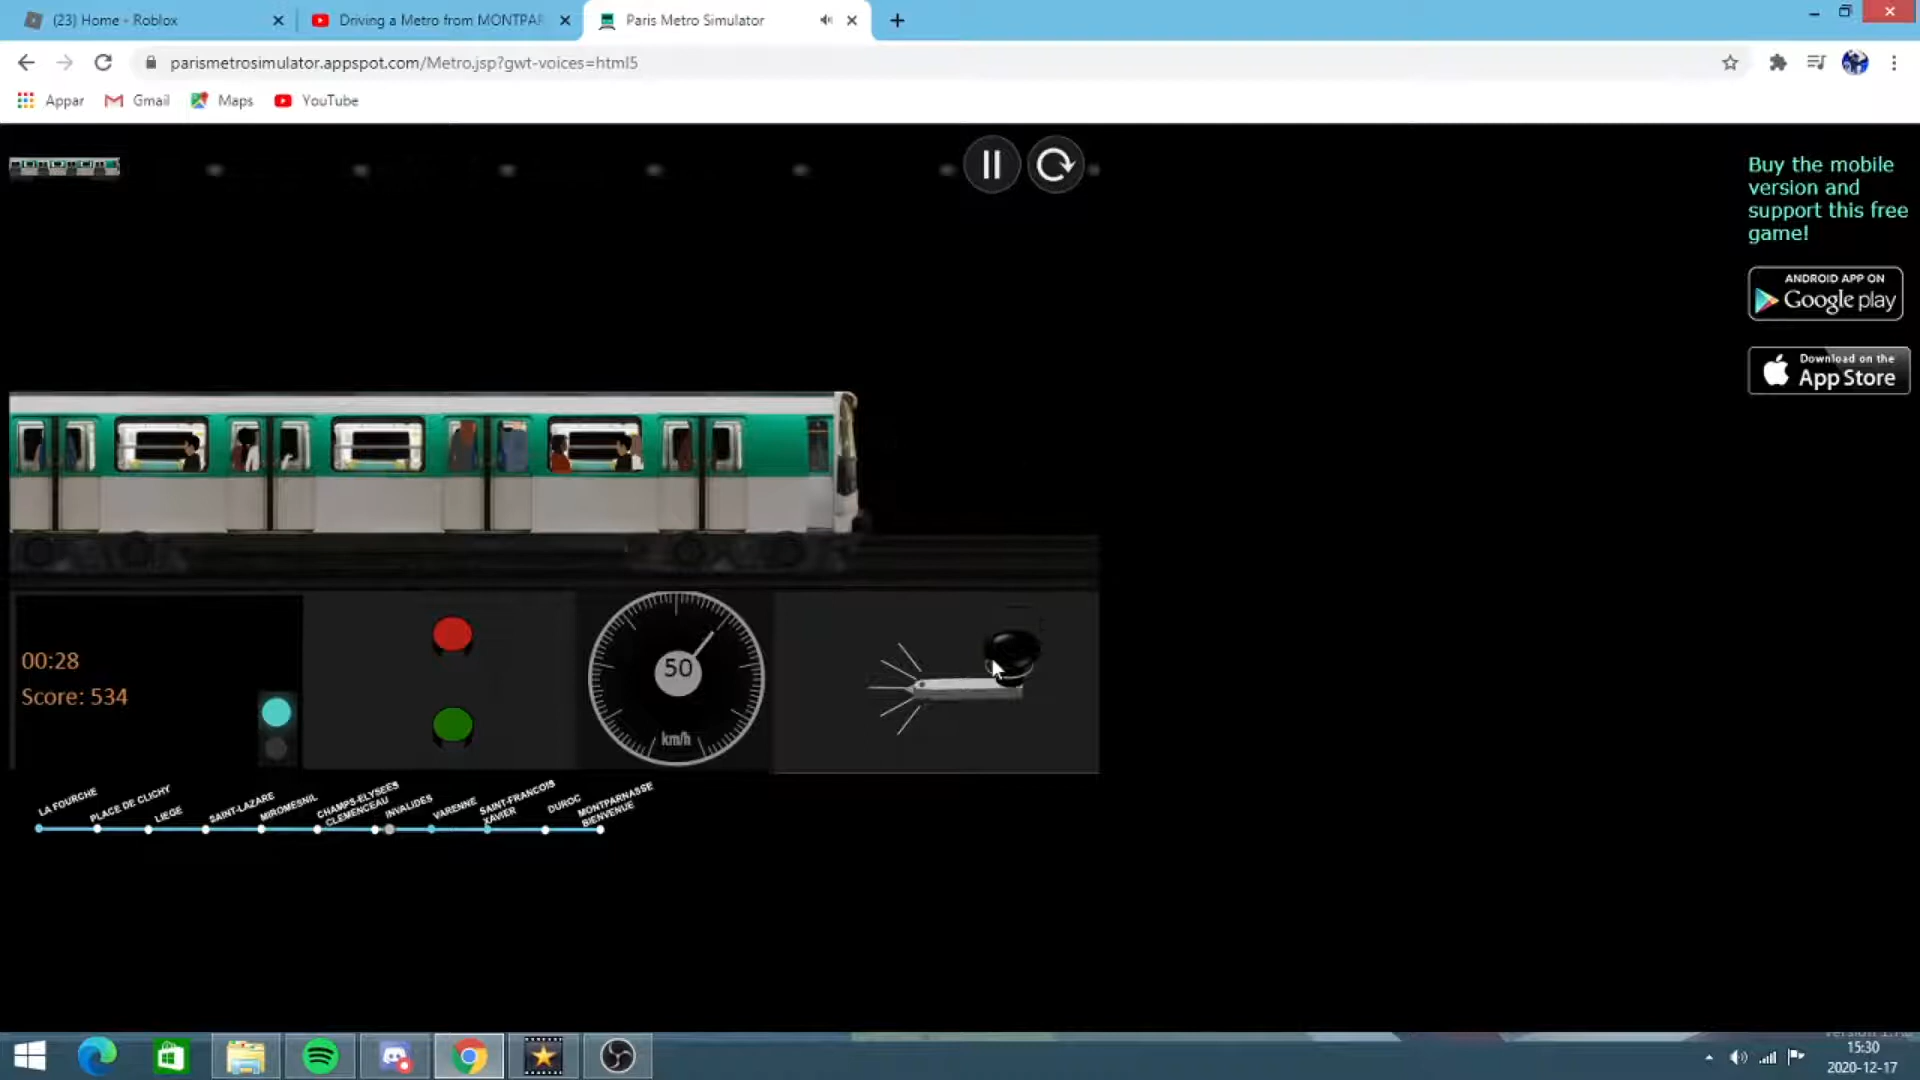 (23) Home - Roblox
Driving a Metro from MONTPAR
Paris Metro Simulator
parismetrosimulator.appspot.com/Metro.jsp?gwt-voices=html5
Appar
Gmail
Maps
YouTube
Buy the mobile
version and
support this free
game!
ANDROID APP ON
Google play
Download on the
App Store
00:28
Score: 534
50
km/h
LA FOURCHE
PLACE DE CLICHY
LIEGE
SAINT-LAZARE
MIROMESNIL
CHAMPS-ELYSEES
CLEMENCEAU
INVALIDES
VARENNE
SAINT-FRANCOIS
XAVIER
DUROC
MONTPARNASSE
BIENVENUE
15:30
2020-12-17